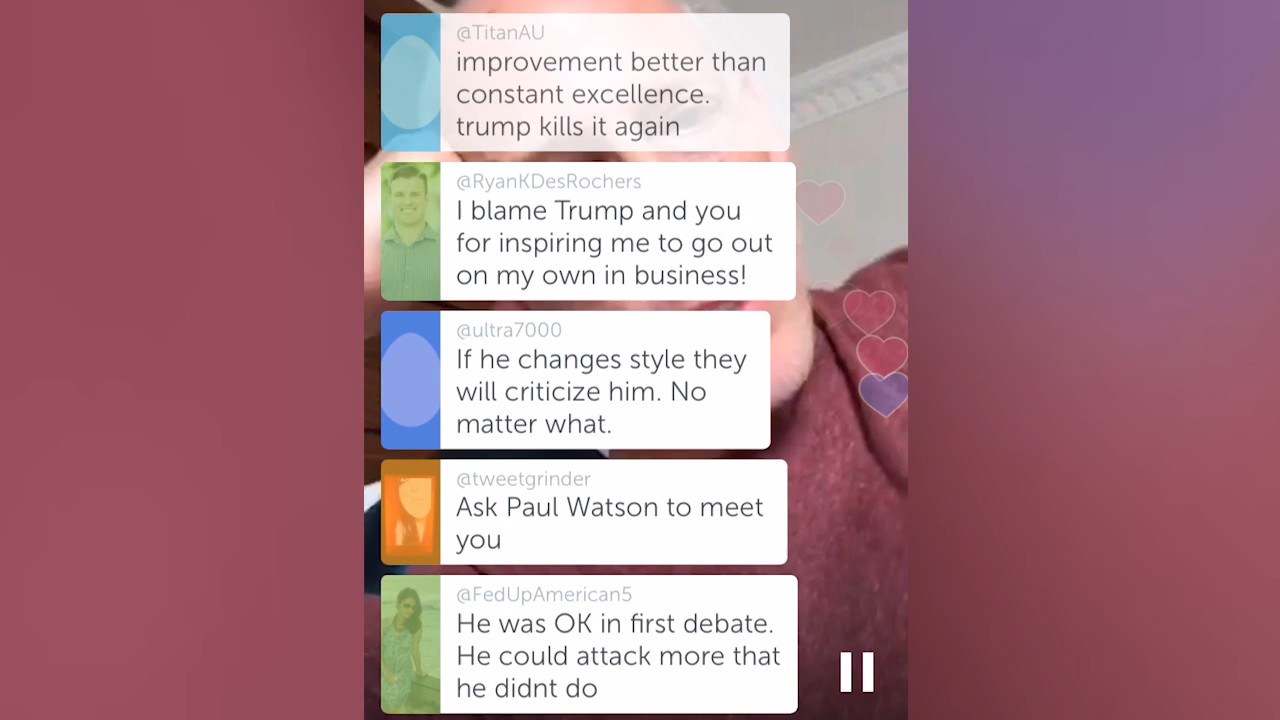 @TitanAU
improvement better than
constant excellence.
trump kills it again
@RyanKDesRochers
I blame Trump and you
for inspiring me to go out
on my own in business!
@ultra7000
If he changes style they
will criticize him. No
matter what.
@tweetgrinder
Ask Paul Watson to meet
you
@FedUpAmerican5
He was OK in first debate.
He could attack more that
he didnt do